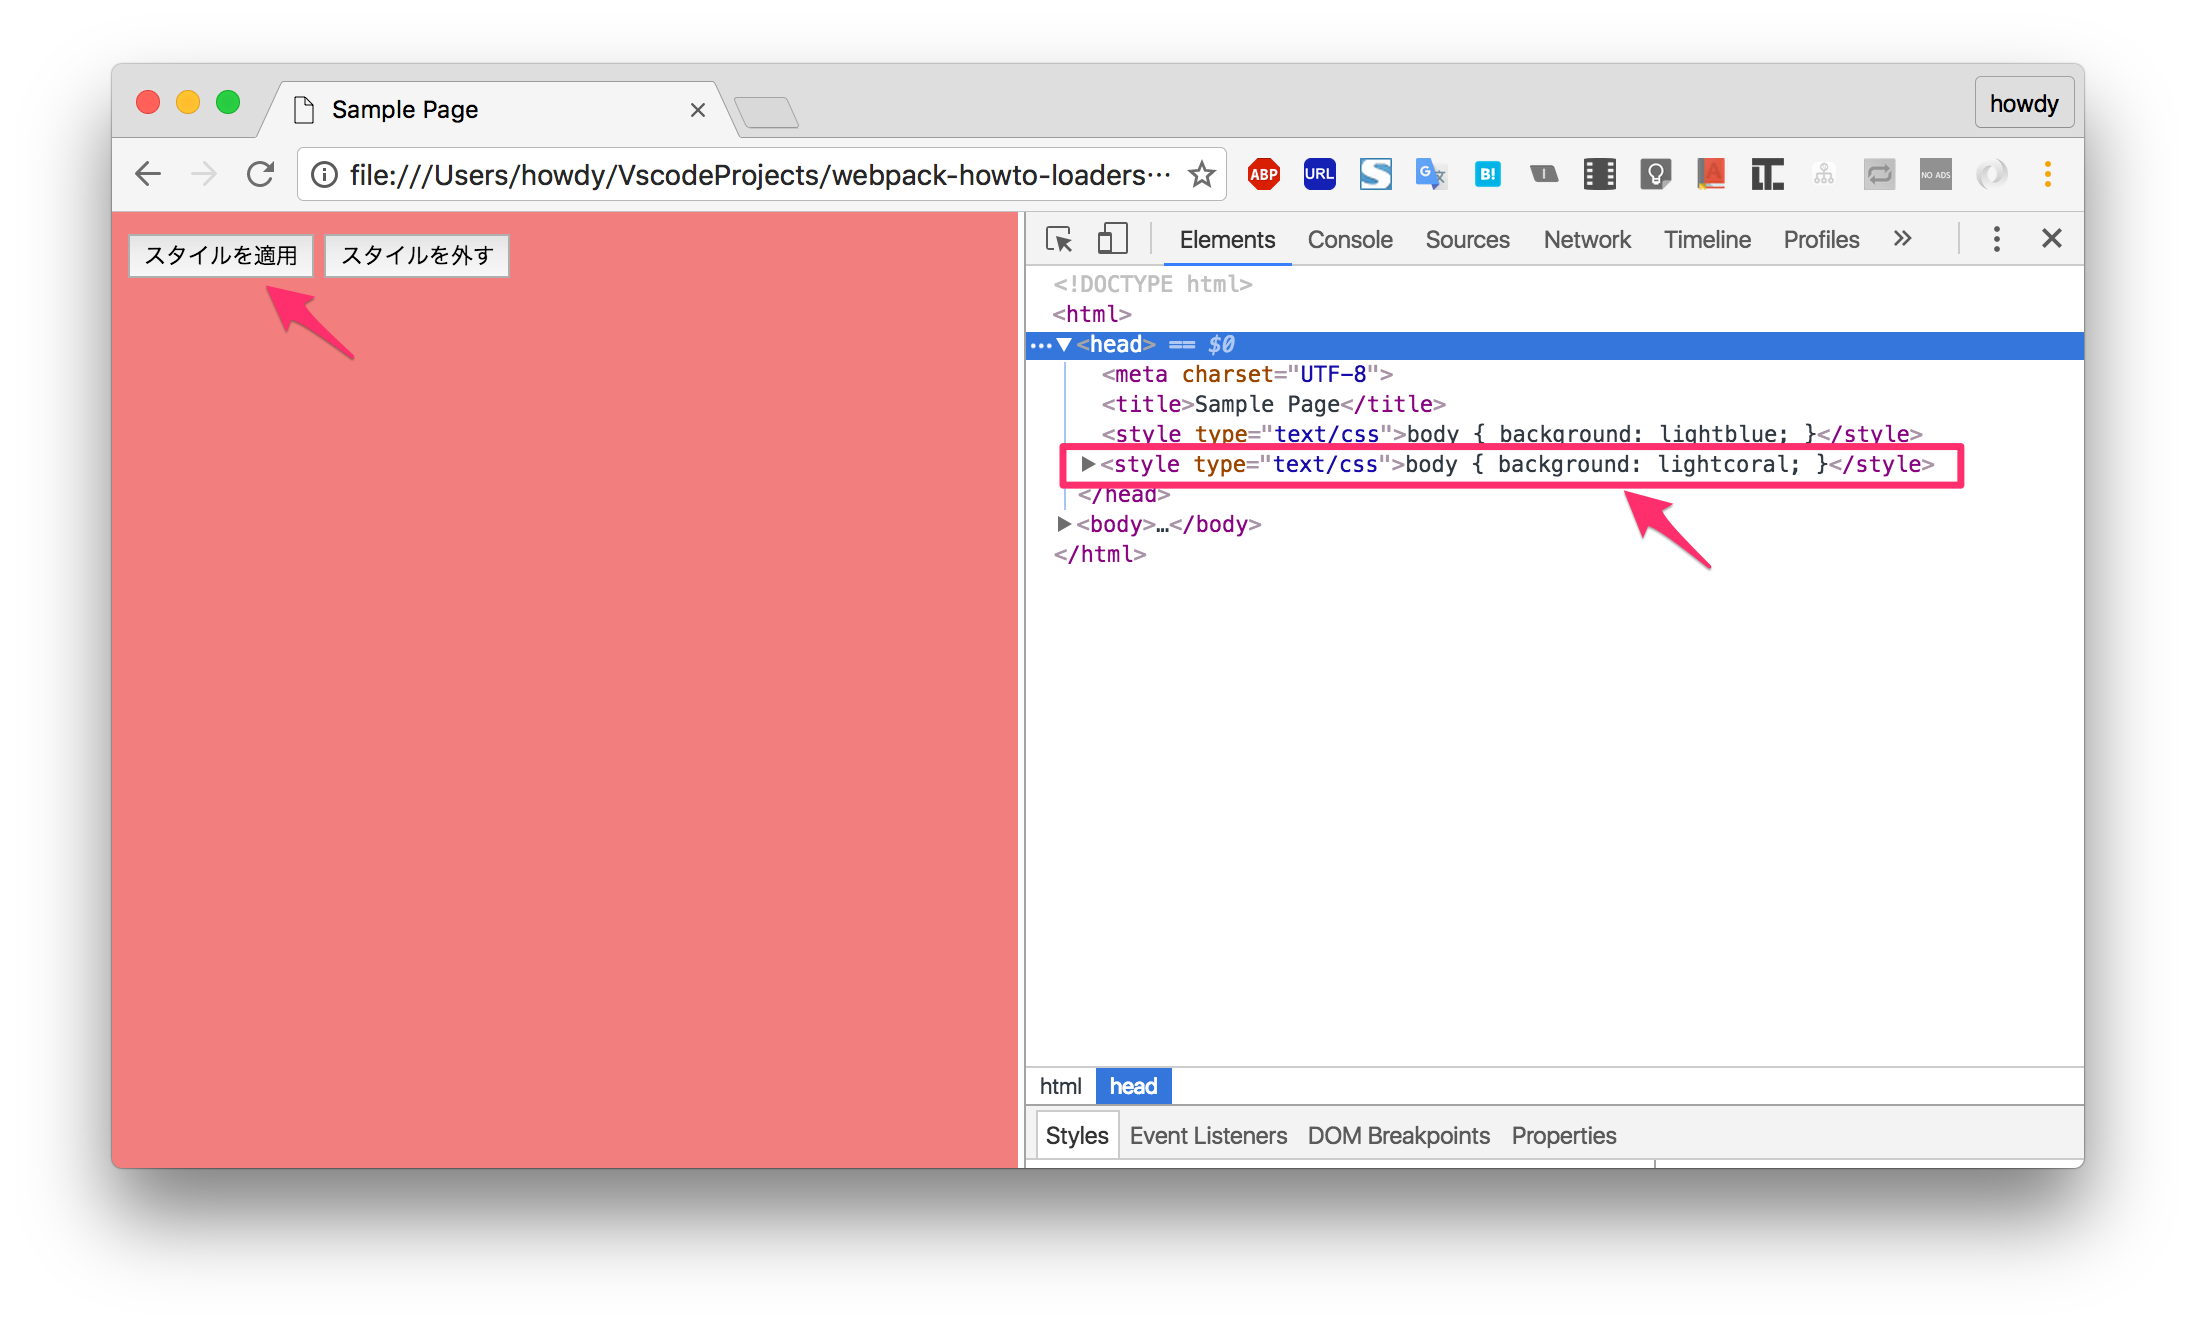 Sample Page
howdy
file:///Users/howdy/VscodeProjects/webpack-howto-loaders…
ABP URL B! NO ADS
スタイルを適用 スタイルを外す
Elements Console Sources Network Timeline Profiles »
<!DOCTYPE html>
<html>
…▼<head> == $0
<meta charset="UTF-8">
<title>Sample Page</title>
<style type="text/css">body { background: lightblue; }</style>
▶<style type="text/css">body { background: lightcoral; }</style>
</head>
▶<body>…</body>
</html>
html head
Styles Event Listeners DOM Breakpoints Properties